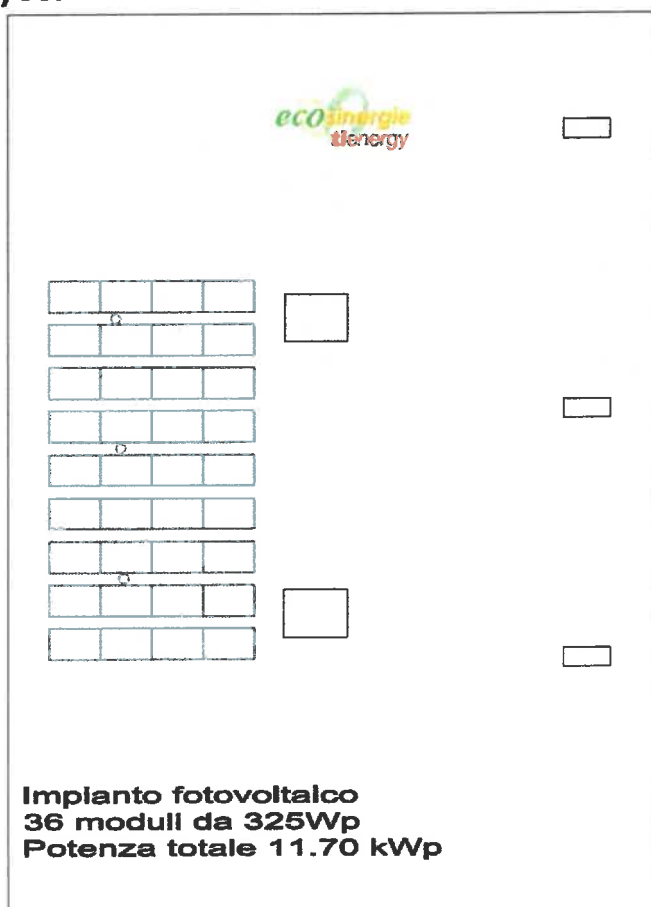 ecosinergie
tienergy
Impianto fotovoltaico
36 moduli da 325Wp
Potenza totale 11.70 kWp